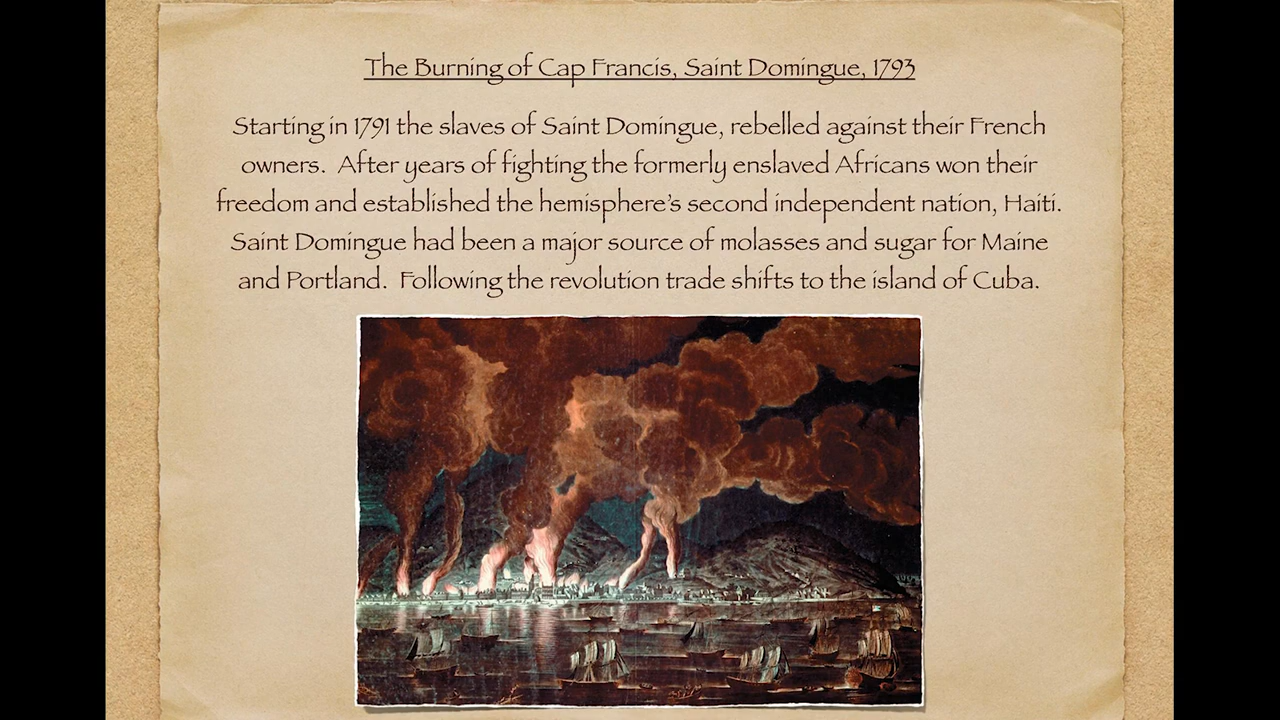 The Burning of Cap Francis, Saint Domingue, 1793
Starting in 1791 the slaves of Saint Domingue, rebelled against their French
owners.  After years of fighting the formerly enslaved Africans won their
freedom and established the hemisphere's second independent nation, Haiti.
Saint Domingue had been a major source of molasses and sugar for Maine
and Portland.  Following the revolution trade shifts to the island of Cuba.